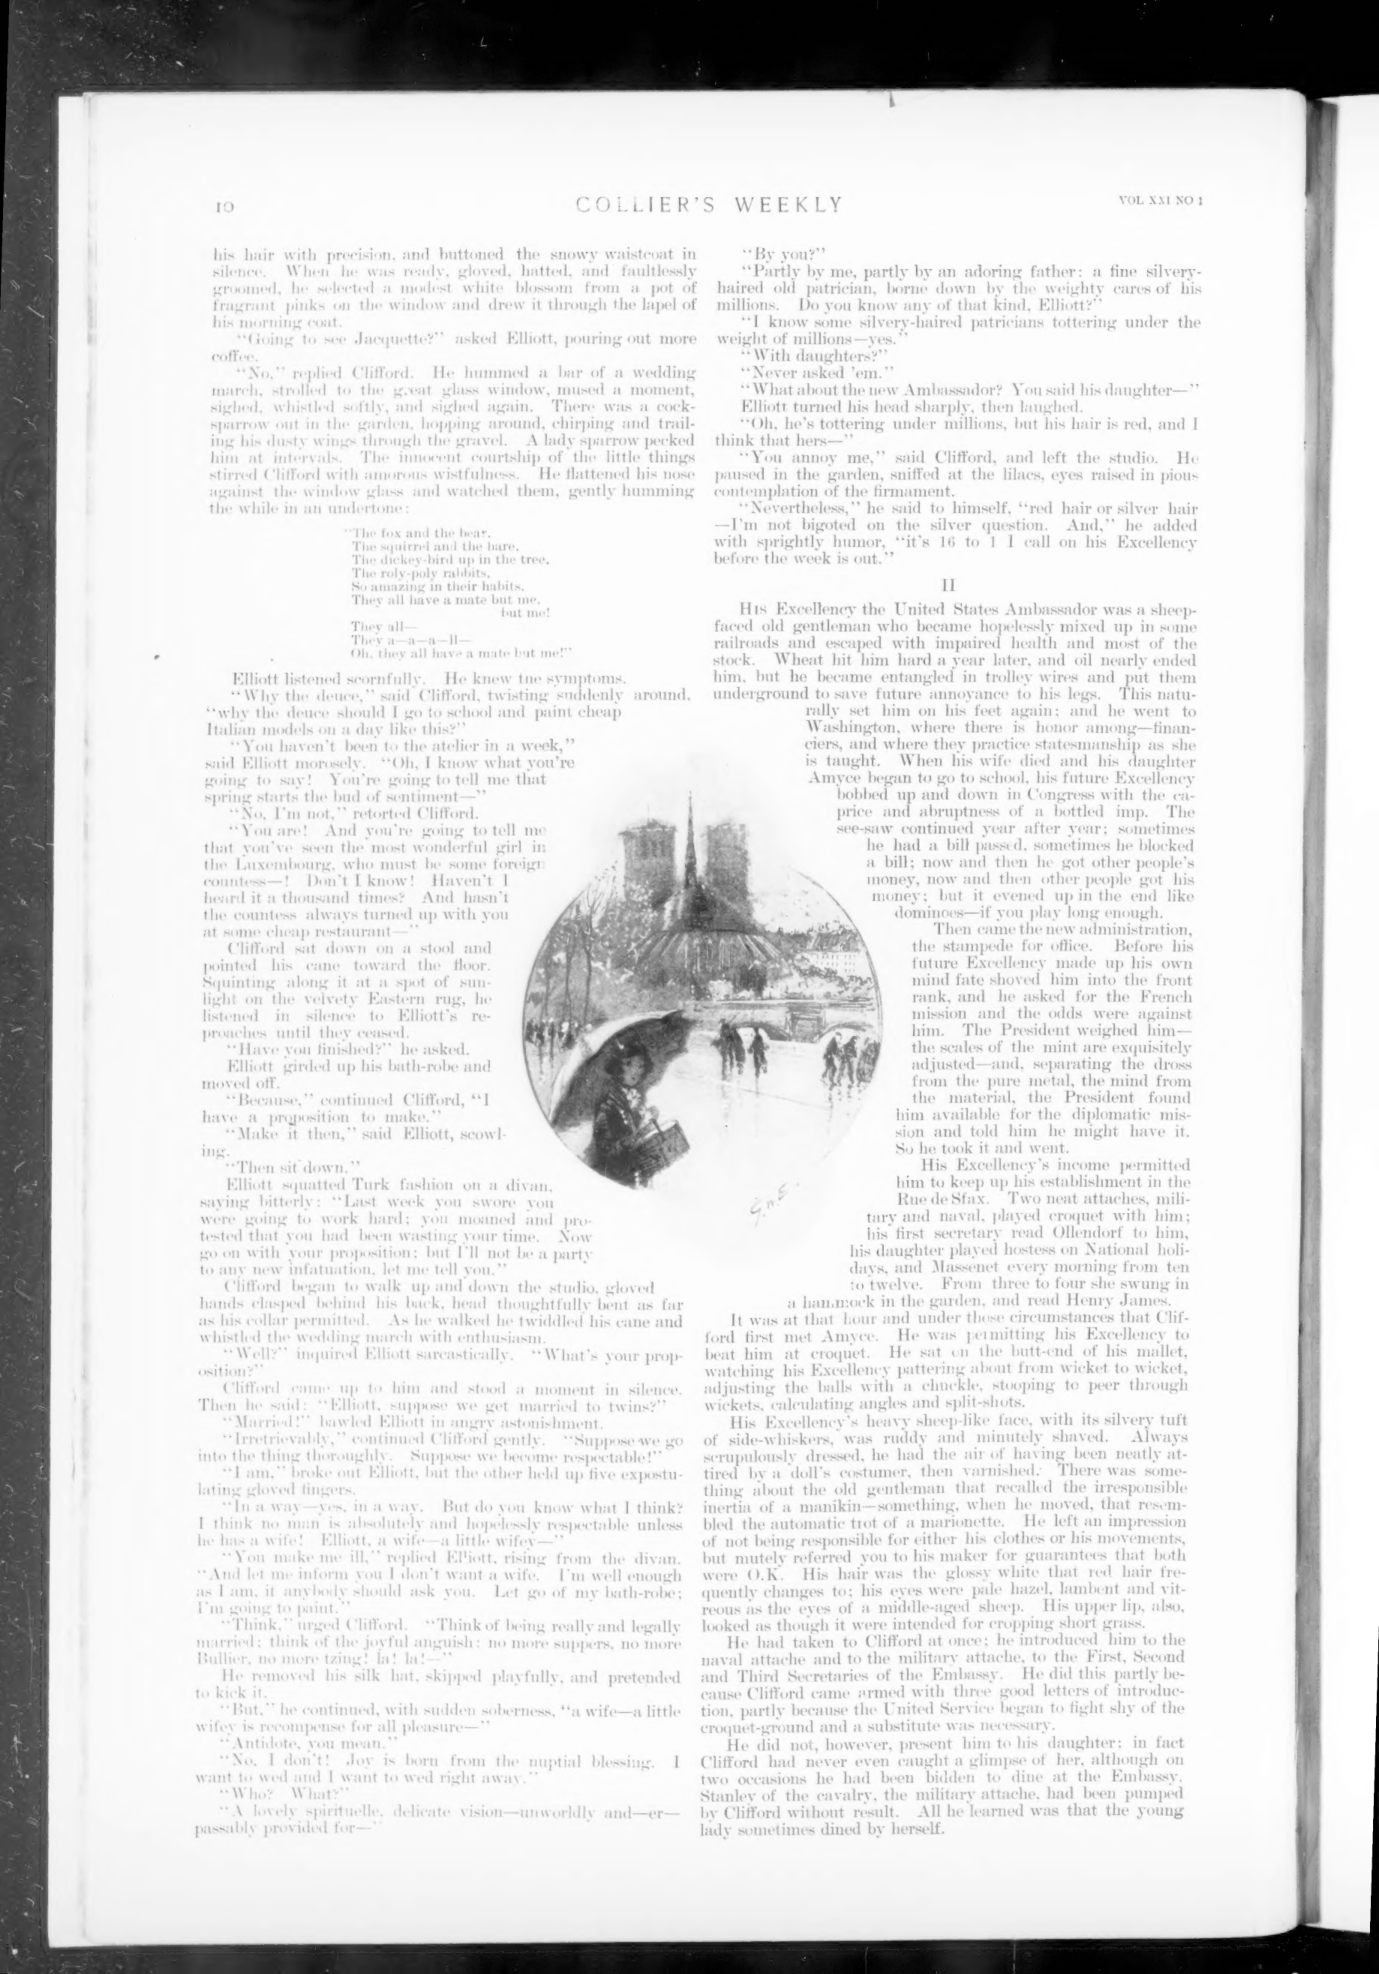 10
COLLIER'S WEEKLY
VOL XXI NO 1
his hair with precision, and buttoned the snowy waistcoat in
silence. When he was ready, gloved, hatted, and faultlessly
groomed, he selected a modest white blossom from a pot of
fragrant pinks on the window and drew it through the lapel of
his morning coat.
"Going to see Jacquette?" asked Elliott, pouring out more
coffee.
"No," replied Clifford. He hummed a bar of a wedding
march, strolled to the great glass window, mused a moment,
sighed, whistled softly, and sighed again. There was a cock-
sparrow out in the garden, hopping around, chirping and trail-
ing his dusty wings through the gravel. A lady sparrow pecked
him at intervals. The innocent courtship of the little things
stirred Clifford with amorous wistfulness. He flattened his nose
against the window glass and watched them, gently humming
the while in an undertone:
"The fox and the bear,
The squirrel and the hare,
The dickey-bird up in the tree,
The roly-poly rabbits,
So amazing in their habits,
They all have a mate but me,
but me!
They all—
They a—a—a—ll—
Oh, they all have a mate but me!"
Elliott listened scornfully. He knew the symptoms.
"Why the deuce," said Clifford, twisting suddenly around,
"why the deuce should I go to school and paint cheap
Italian models on a day like this?"
"You haven't been to the atelier in a week,"
said Elliott morosely. "Oh, I know what you're
going to say! You're going to tell me that
spring starts the bud of sentiment—"
"No, I'm not," retorted Clifford.
"You are! And you're going to tell me
that you've seen the most wonderful girl in
the Luxembourg, who must be some foreign
countess—! Don't I know! Haven't I
heard it a thousand times? And hasn't
the countess always turned up with you
at some cheap restaurant—"
Clifford sat down on a stool and
pointed his cane toward the floor.
Squinting along it at a spot of sun-
light on the velvety Eastern rug, he
listened in silence to Elliott's re-
proaches until they ceased.
"Have you finished?" he asked.
Elliott girded up his bath-robe and
moved off.
"Because," continued Clifford, "I
have a proposition to make."
"Make it then," said Elliott, scowl-
ing.
"Then sit down."
Elliott squatted Turk fashion on a divan,
saying bitterly: "Last week you swore you
were going to work hard; you moaned and pro-
tested that you had been wasting your time. Now
go on with your proposition; but I'll not be a party
to any new infatuation, let me tell you."
Clifford began to walk up and down the studio, gloved
hands clasped behind his back, head thoughtfully bent as far
as his collar permitted. As he walked he twiddled his cane and
whistled the wedding march with enthusiasm.
"Well?" inquired Elliott sarcastically. "What's your prop-
osition?"
Clifford came up to him and stood a moment in silence.
Then he said: "Elliott, suppose we get married to twins?"
"Married!" bawled Elliott in angry astonishment.
"Irretrievably," continued Clifford gently. "Suppose we go
into the thing thoroughly. Suppose we become respectable!"
"I am," broke out Elliott, but the other held up five expostu-
lating gloved fingers.
"In a way—yes, in a way. But do you know what I think?
I think no man is absolutely and hopelessly respectable unless
he has a wife! Elliott, a wife—a little wifey—"
"You make me ill," replied Elliott, rising from the divan.
"And let me inform you I don't want a wife. I'm well enough
as I am, if anybody should ask you. Let go of my bath-robe;
I'm going to paint."
"Think," urged Clifford. "Think of being really and legally
married; think of the joyful anguish; no more suppers, no more
Bullier, no more tzing! la! la!—"
He removed his silk hat, skipped playfully, and pretended
to kick it.
"But," he continued, with sudden soberness, "a wife—a little
wifey is recompense for all pleasure—"
"Antidote, you mean."
"No, I don't! Joy is born from the nuptial blessing. I
want to wed and I want to wed right away."
"Who? What?"
"A lovely spirituelle, delicate vision—unworldly and—er—
passably provided for—"
"By you?"
"Partly by me, partly by an adoring father: a fine silvery-
haired old patrician, borne down by the weighty cares of his
millions. Do you know any of that kind, Elliott?"
"I know some silvery-haired patricians tottering under the
weight of millions—yes."
"With daughters?"
"Never asked 'em."
"What about the new Ambassador? You said his daughter—"
Elliott turned his head sharply, then laughed.
"Oh, he's tottering under millions, but his hair is red, and I
think that hers—"
"You annoy me," said Clifford, and left the studio. He
paused in the garden, sniffed at the lilacs, eyes raised in pious
contemplation of the firmament.
"Nevertheless," he said to himself, "red hair or silver hair
—I'm not bigoted on the silver question. And," he added
with sprightly humor, "it's 16 to 1 I call on his Excellency
before the week is out."
II
HIS Excellency the United States Ambassador was a sheep-
faced old gentleman who became hopelessly mixed up in some
railroads and escaped with impaired health and most of the
stock. Wheat hit him hard a year later, and oil nearly ended
him, but he became entangled in trolley wires and put them
underground to save future annoyance to his legs. This natu-
rally set him on his feet again; and he went to
Washington, where there is honor among—finan-
ciers, and where they practice statesmanship as she
is taught. When his wife died and his daughter
Amyce began to go to school, his future Excellency
bobbed up and down in Congress with the ca-
price and abruptness of a bottled imp. The
see-saw continued year after year; sometimes
he had a bill passed, sometimes he blocked
a bill; now and then he got other people's
money, now and then other people got his
money; but it evened up in the end like
dominoes—if you play long enough.
Then came the new administration,
the stampede for office. Before his
future Excellency made up his own
mind fate shoved him into the front
rank, and he asked for the French
mission and the odds were against
him. The President weighed him—
the scales of the mint are exquisitely
adjusted—and, separating the dross
from the pure metal, the mind from
the material, the President found
him available for the diplomatic mis-
sion and told him he might have it.
So he took it and went.
His Excellency's income permitted
him to keep up his establishment in the
Rue de Sfax. Two neat attaches, mili-
tary and naval, played croquet with him;
his first secretary read Ollendorf to him,
his daughter played hostess on National holi-
days, and Massenet every morning from ten
to twelve. From three to four she swung in
a hammock in the garden, and read Henry James.
It was at that hour and under those circumstances that Clif-
ford first met Amyce. He was permitting his Excellency to
beat him at croquet. He sat on the butt-end of his mallet,
watching his Excellency pattering about from wicket to wicket,
adjusting the balls with a chuckle, stooping to peer through
wickets, calculating angles and split-shots.
His Excellency's heavy sheep-like face, with its silvery tuft
of side-whiskers, was ruddy and minutely shaved. Always
scrupulously dressed, he had the air of having been neatly at-
tired by a doll's costumer, then varnished. There was some-
thing about the old gentleman that recalled the irresponsible
inertia of a manikin—something, when he moved, that resem-
bled the automatic trot of a marionette. He left an impression
of not being responsible for either his clothes or his movements,
but mutely referred you to his maker for guarantees that both
were O.K. His hair was the glossy white that red hair fre-
quently changes to; his eyes were pale hazel, lambent and vit-
reous as the eyes of a middle-aged sheep. His upper lip, also,
looked as though it were intended for cropping short grass.
He had taken to Clifford at once; he introduced him to the
naval attache and to the military attache, to the First, Second
and Third Secretaries of the Embassy. He did this partly be-
cause Clifford came armed with three good letters of introduc-
tion, partly because the United Service began to fight shy of the
croquet-ground and a substitute was necessary.
He did not, however, present him to his daughter; in fact
Clifford had never even caught a glimpse of her, although on
two occasions he had been bidden to dine at the Embassy.
Stanley of the cavalry, the military attache, had been pumped
by Clifford without result. All he learned was that the young
lady sometimes dined by herself.